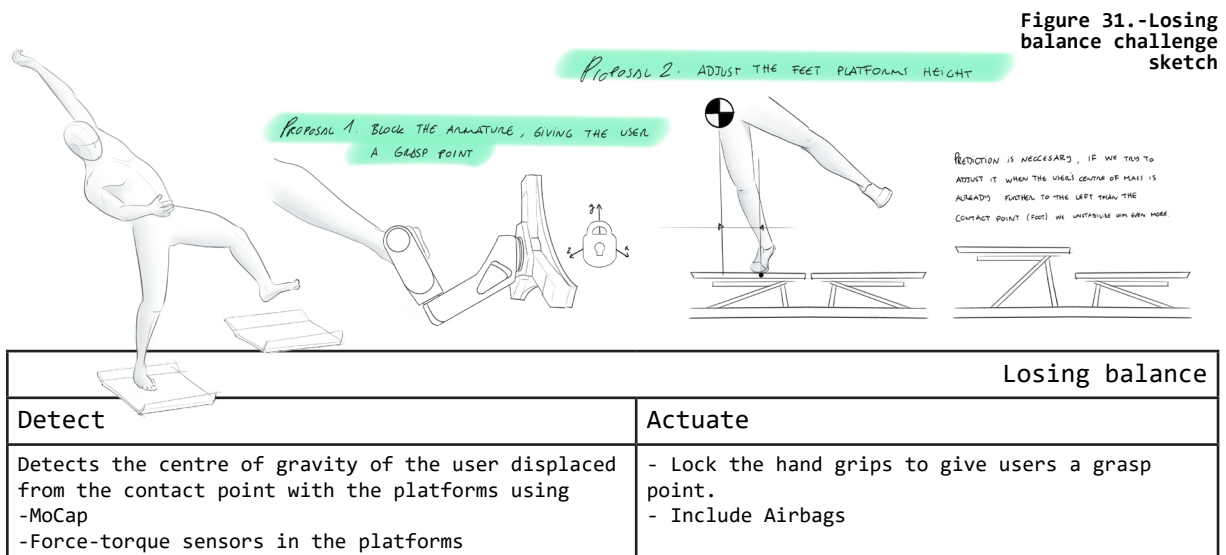 Figure 31.-Losing
balance challenge
sketch
PROPOSAL 2. ADJUST THE FEET PLATFORMS HEIGHT
PROPOSAL 1. BLOCK THE ARMATURE, GIVING THE USER
A GRASP POINT
PREDICTION IS NECCESARY, IF WE TRY TO
ADJUST IT WHEN THE USER'S CENTRE OF MASS IS
ALREADY FURTHER TO THE LEFT THAN THE
CONTACT POINT (FOOT) WE UNSTABILISE HIM EVEN MORE.
y
z
x
Losing balance
Detect
Actuate
Detects the centre of gravity of the user displaced
from the contact point with the platforms using
-MoCap
-Force-torque sensors in the platforms
- Lock the hand grips to give users a grasp
point.
- Include Airbags